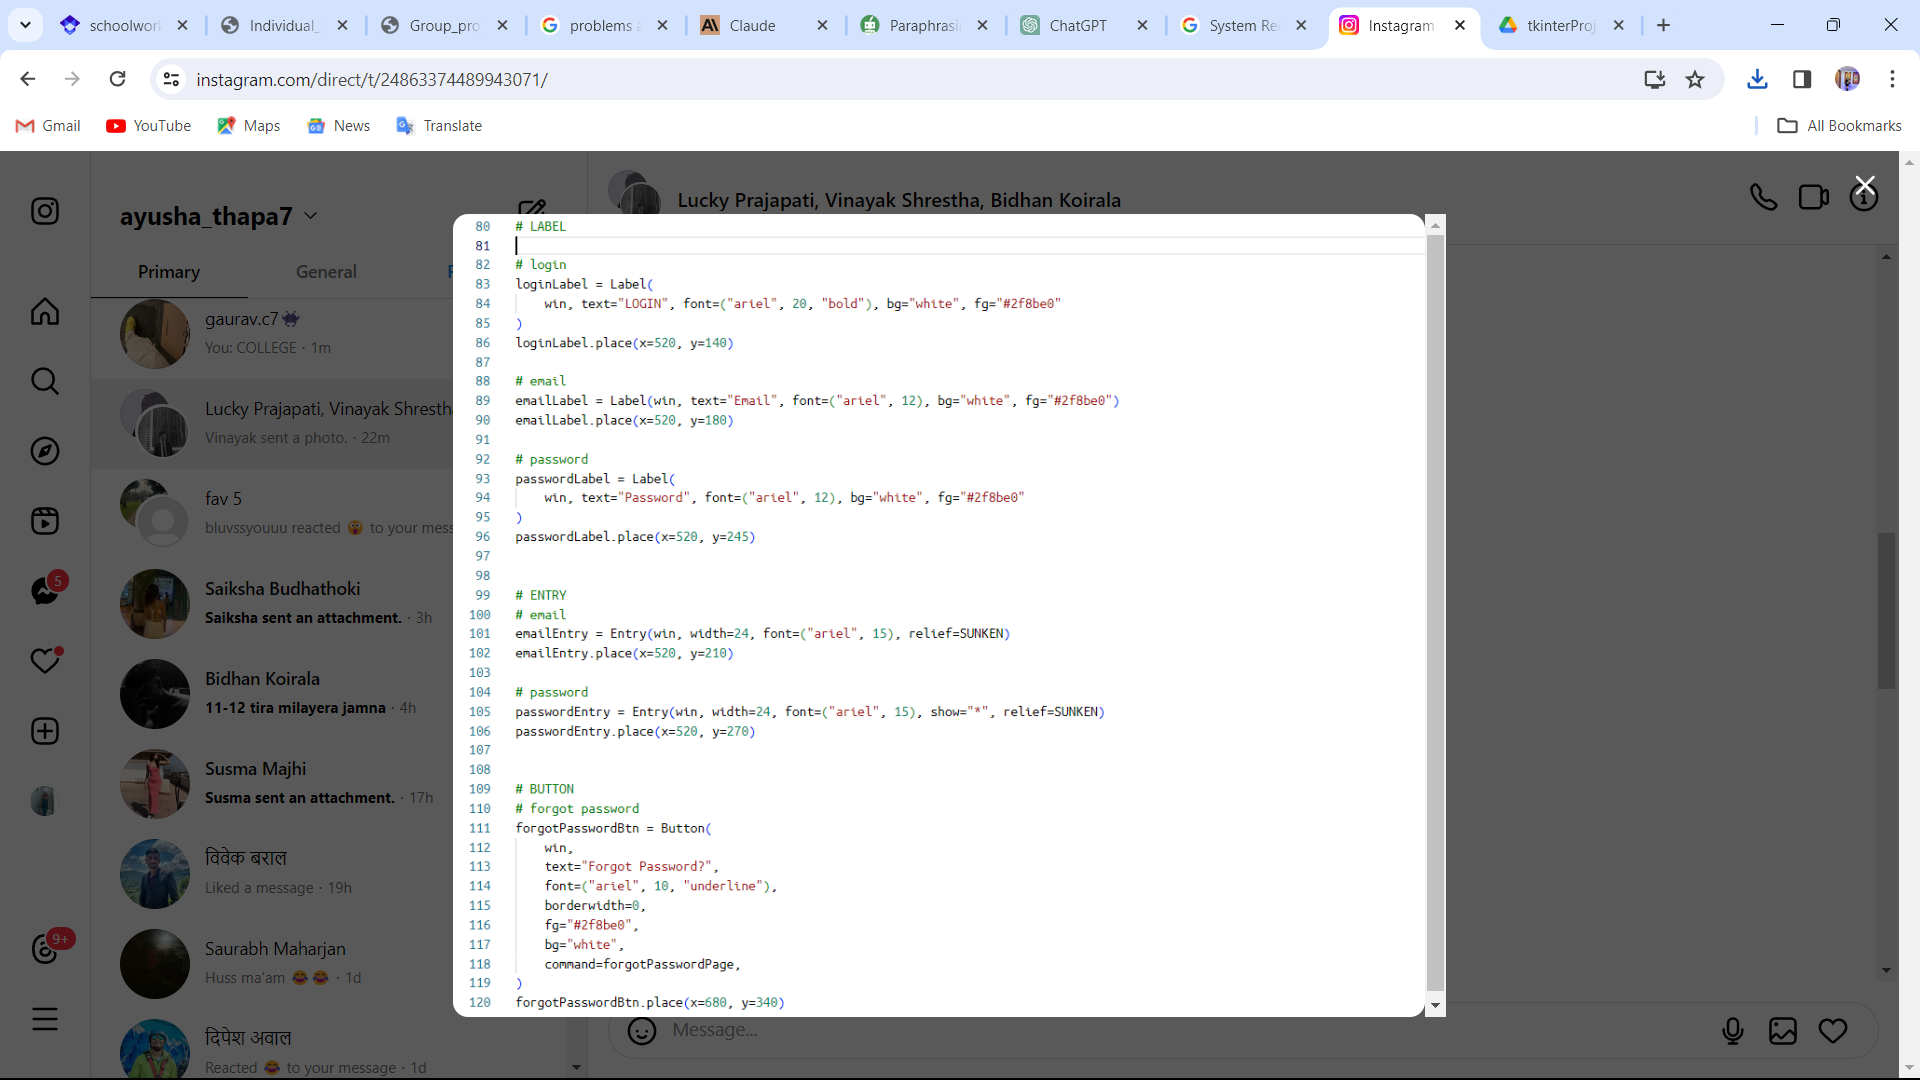 schoolwork
Individual_
Group_pro
problems a
Claude
Paraphrasi
ChatGPT
System Re
Instagram
tkinterProj
instagram.com/direct/t/24863374489943071/
Gmail
YouTube
Maps
News
Translate
All Bookmarks
ayusha_thapa7
Primary
General
gaurav.c7
You: COLLEGE · 1m
Lucky Prajapati, Vinayak Shresth
Vinayak sent a photo. · 22m
fav 5
bluvssyouuu reacted 😮 to your mess
5
Saiksha Budhathoki
Saiksha sent an attachment. · 3h
Bidhan Koirala
11-12 tira milayera jamna · 4h
Susma Majhi
Susma sent an attachment. · 17h
विवेक बराल
Liked a message · 19h
9+
Saurabh Maharjan
Huss ma'am 😂😂 · 1d
दिपेश अवाल
Reacted 😂 to your message · 1d
Lucky Prajapati, Vinayak Shrestha, Bidhan Koirala
80 # LABEL
81
82 # login
83 loginLabel = Label(
84     win, text="LOGIN", font=("ariel", 20, "bold"), bg="white", fg="#2f8be0"
85 )
86 loginLabel.place(x=520, y=140)
87
88 # email
89 emailLabel = Label(win, text="Email", font=("ariel", 12), bg="white", fg="#2f8be0")
90 emailLabel.place(x=520, y=180)
91
92 # password
93 passwordLabel = Label(
94     win, text="Password", font=("ariel", 12), bg="white", fg="#2f8be0"
95 )
96 passwordLabel.place(x=520, y=245)
97
98
99 # ENTRY
100 # email
101 emailEntry = Entry(win, width=24, font=("ariel", 15), relief=SUNKEN)
102 emailEntry.place(x=520, y=210)
103
104 # password
105 passwordEntry = Entry(win, width=24, font=("ariel", 15), show="*", relief=SUNKEN)
106 passwordEntry.place(x=520, y=270)
107
108
109 # BUTTON
110 # forgot password
111 forgotPasswordBtn = Button(
112     win,
113     text="Forgot Password?",
114     font=("ariel", 10, "underline"),
115     borderwidth=0,
116     fg="#2f8be0",
117     bg="white",
118     command=forgotPasswordPage,
119 )
120 forgotPasswordBtn.place(x=680, y=340)
Message...